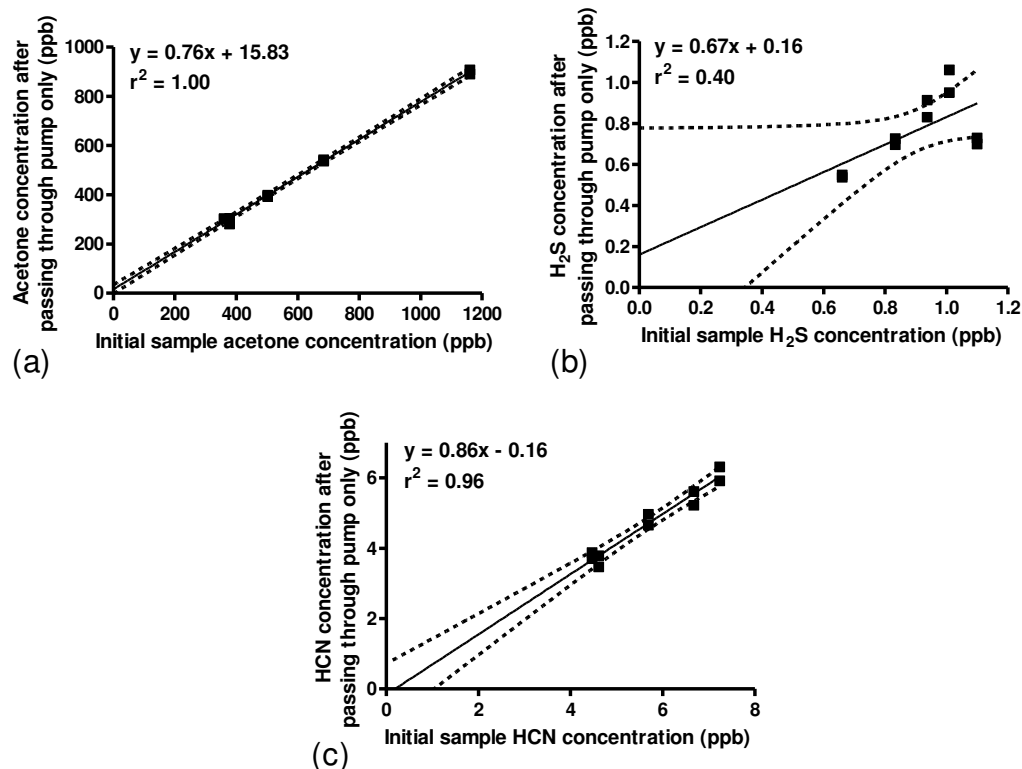 Acetone concentration after
passing through pump only (ppb)
y = 0.76x + 15.83
r² = 1.00
1000
800
600
400
200
0
0 200 400 600 800 1000 1200
Initial sample acetone concentration (ppb)
(a)
H₂S concentration after
passing through pump only (ppb)
y = 0.67x + 0.16
r² = 0.40
1.2
1.0
0.8
0.6
0.4
0.2
0.0
0.0 0.2 0.4 0.6 0.8 1.0 1.2
Initial sample H₂S concentration (ppb)
(b)
HCN concentration after
passing through pump only (ppb)
y = 0.86x - 0.16
r² = 0.96
6
4
2
0
0 2 4 6 8
Initial sample HCN concentration (ppb)
(c)